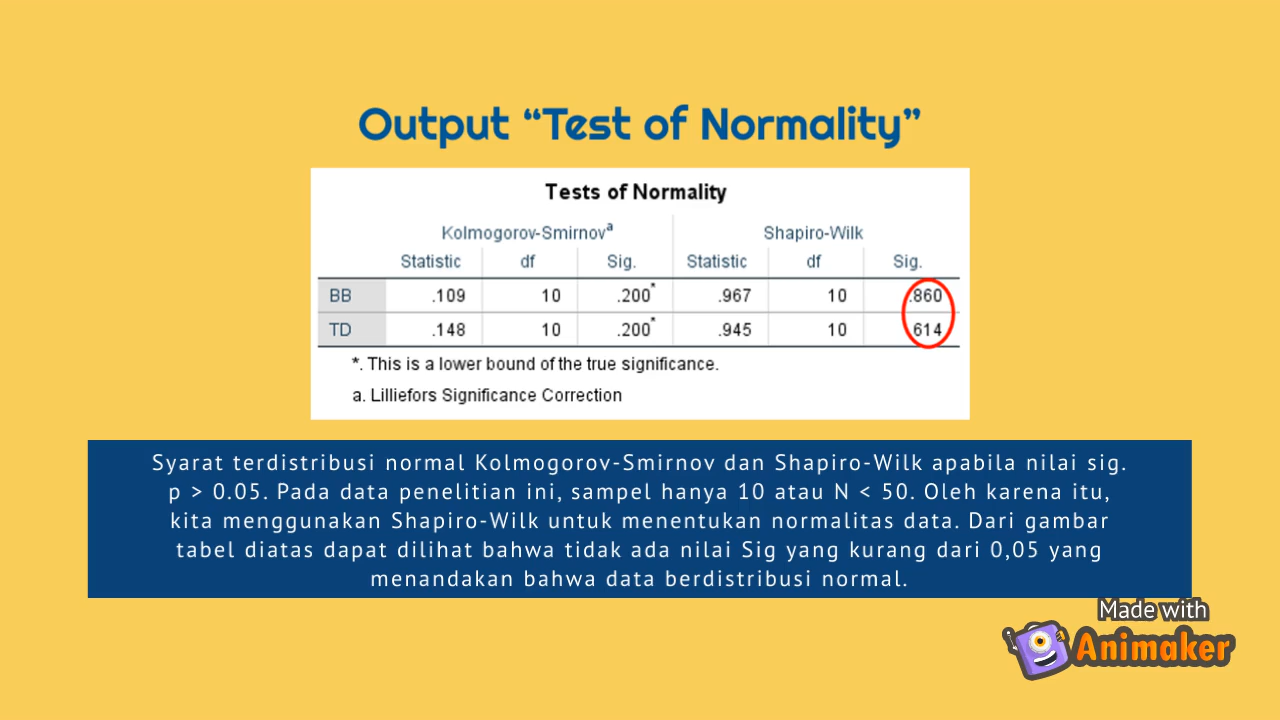 Output “Test of Normality”
Tests of Normality
Kolmogorov-Smirnovᵃ Shapiro-Wilk
Statistic df Sig. Statistic df Sig.
BB .109 10 .200* .967 10 .860
TD .148 10 .200* .945 10 .614
*. This is a lower bound of the true significance.
a. Lilliefors Significance Correction
Syarat terdistribusi normal Kolmogorov-Smirnov dan Shapiro-Wilk apabila nilai sig.
p > 0.05. Pada data penelitian ini, sampel hanya 10 atau N < 50. Oleh karena itu,
kita menggunakan Shapiro-Wilk untuk menentukan normalitas data. Dari gambar
tabel diatas dapat dilihat bahwa tidak ada nilai Sig yang kurang dari 0,05 yang
menandakan bahwa data berdistribusi normal.
Made with
Animaker